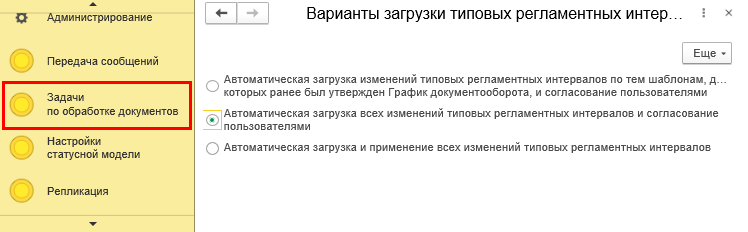 Администрирование
Передача сообщений
Задачи
по обработке документов
Настройки
статусной модели
Репликация
Варианты загрузки типовых регламентных интер...
Еще
Автоматическая загрузка изменений типовых регламентных интервалов по тем шаблонам, д...
которых ранее был утвержден График документооборота, и согласование пользователями
Автоматическая загрузка всех изменений типовых регламентных интервалов и согласование
пользователями
Автоматическая загрузка и применение всех изменений типовых регламентных интервалов